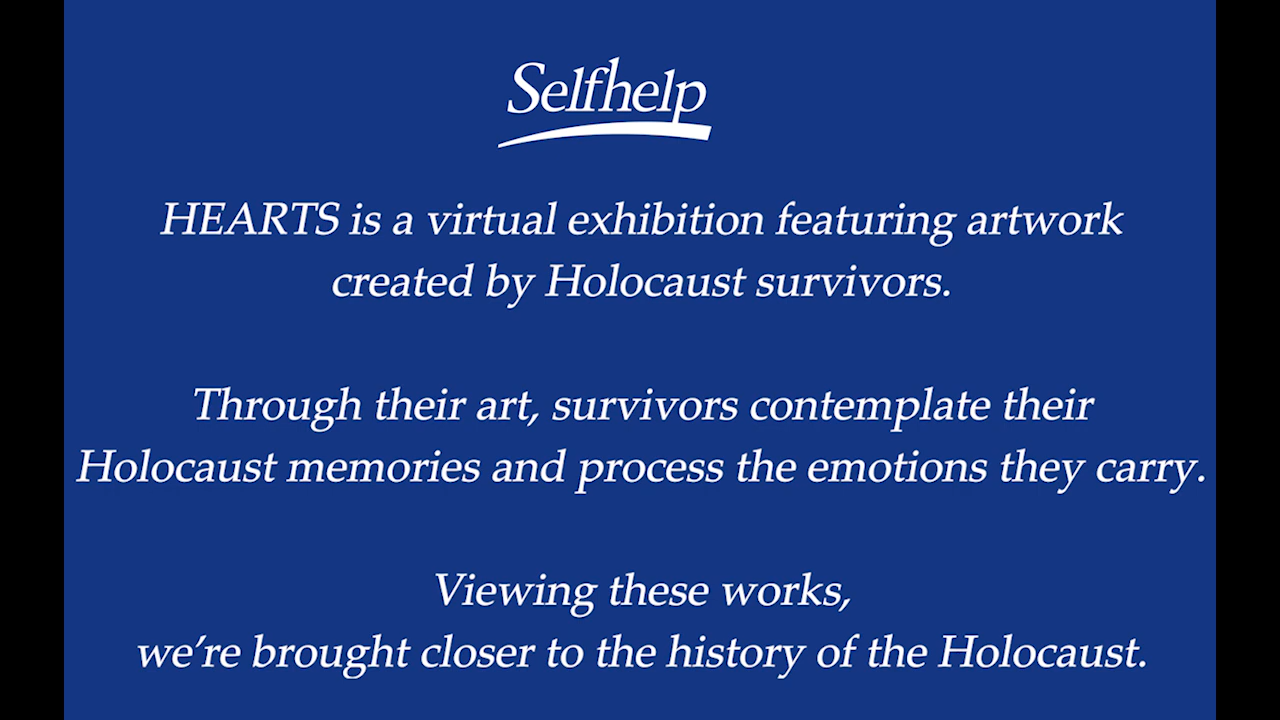 Selfhelp
HEARTS is a virtual exhibition featuring artwork
created by Holocaust survivors.
Through their art, survivors contemplate their
Holocaust memories and process the emotions they carry.
Viewing these works,
we’re brought closer to the history of the Holocaust.